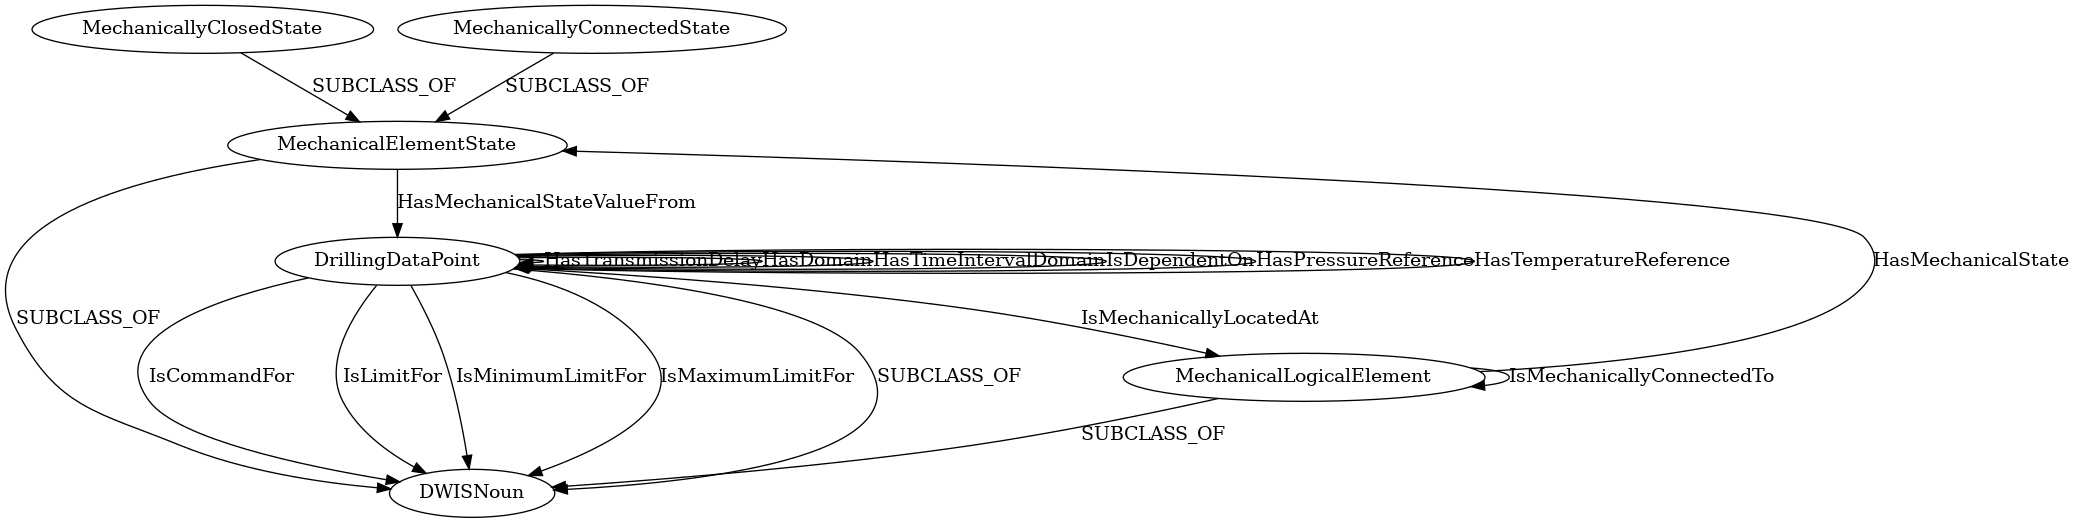 MechanicallyClosedState
MechanicallyConnectedState
SUBCLASS_OF
SUBCLASS_OF
MechanicalElementState
HasMechanicalStateValueFrom
DrillingDataPoint
HasTransmissionDelay
HasDomain
HasTimeIntervalDomain
IsDependentOn
HasPressureReference
HasTemperatureReference
HasMechanicalState
SUBCLASS_OF
IsMechanicallyLocatedAt
IsCommandFor
IsLimitFor
IsMinimumLimitFor
IsMaximumLimitFor
SUBCLASS_OF
MechanicalLogicalElement
IsMechanicallyConnectedTo
SUBCLASS_OF
DWISNoun